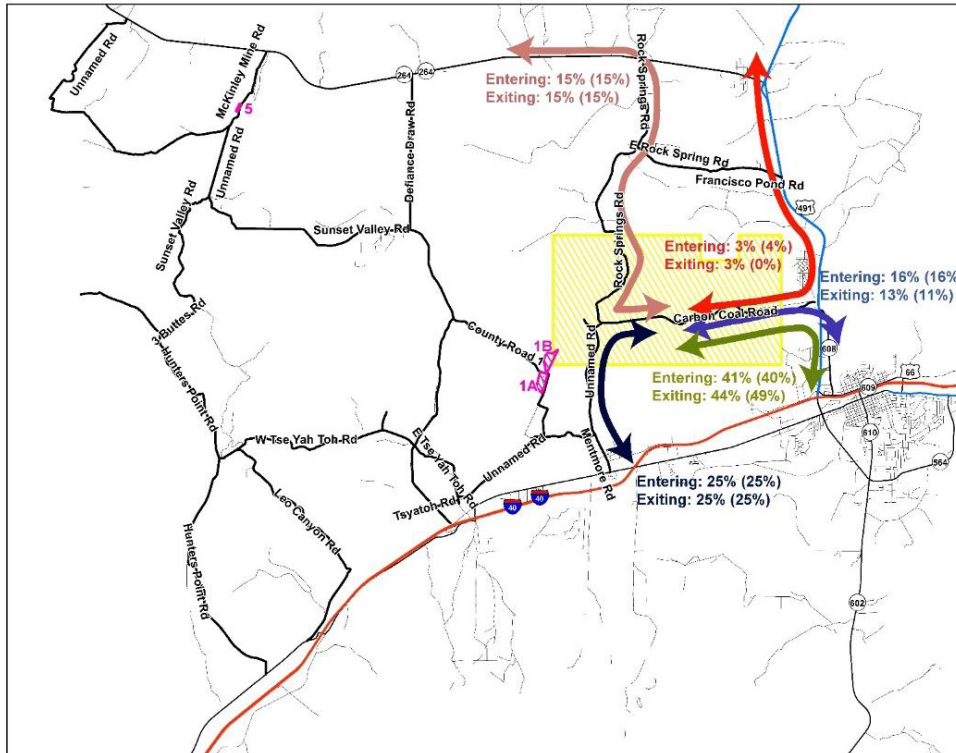 Unnamed Rd
McKinley Mine Rd
5
Unnamed Rd
264
264
Defiance-Draw-Rd
Entering: 15% (15%)
Exiting: 15% (15%)
Rock-Springs-Rd
E Rock Spring Rd
Francisco Pond Rd
491
Sunset-Valley Rd
Sunset Valley-Rd
Rock Springs Rd
Entering: 3% (4%)
Exiting: 3% (0%)
Entering: 16% (16%
Exiting: 13% (11%)
Carbon Coal Road
3-Buttes-Rd
Hunters-Point-Rd
County-Road-1
1B
1A
Unnamed Rd
608
Entering: 41% (40%)
Exiting: 44% (49%)
66
609
610
564
W Tse Yah Toh-Rd
E Tse Yah Toh Rd
Unnamed Rd
Mentmore Rd
Entering: 25% (25%)
Exiting: 25% (25%)
Leo Canyon Rd
Tsyatoh-Rd
40
40
Hunters-Point Rd
602